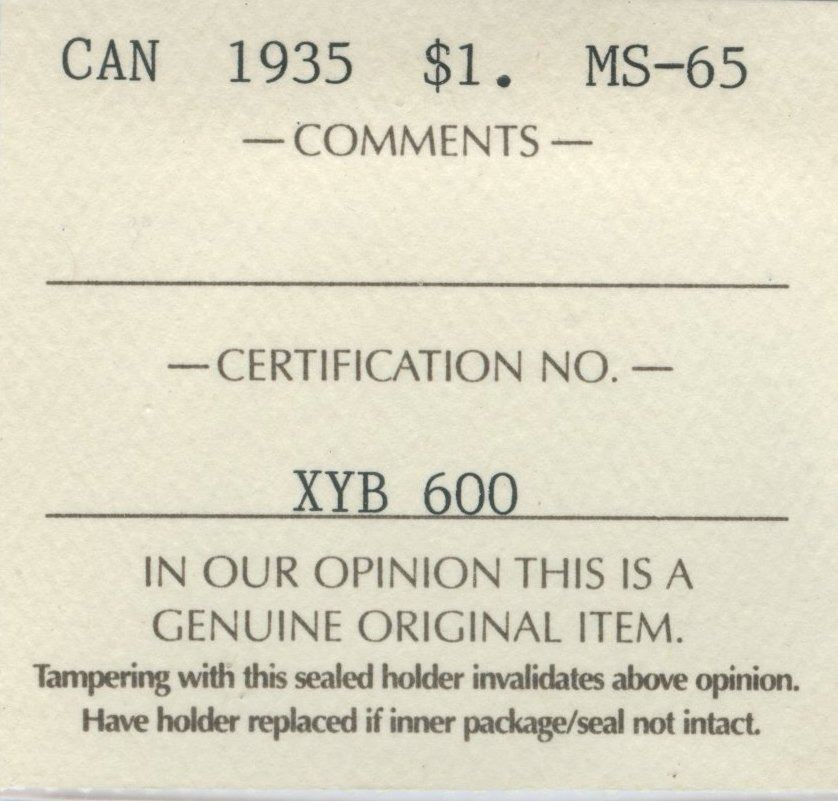 CAN 1935 $1. MS-65
— COMMENTS —
— CERTIFICATION NO. —
XYB 600
IN OUR OPINION THIS IS A
GENUINE ORIGINAL ITEM.
Tampering with this sealed holder invalidates above opinion.
Have holder replaced if inner package/seal not intact.